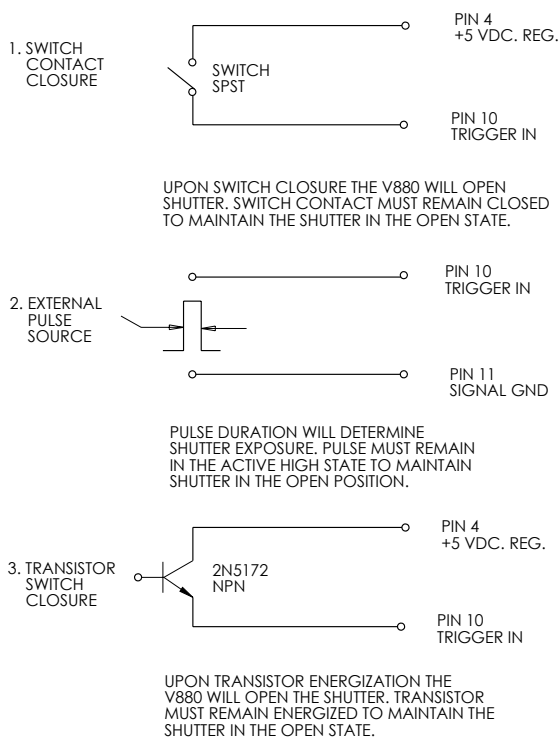 1. SWITCH
CONTACT
CLOSURE
SWITCH
SPST
PIN 4
+5 VDC. REG.
PIN 10
TRIGGER IN
UPON SWITCH CLOSURE THE V880 WILL OPEN
SHUTTER. SWITCH CONTACT MUST REMAIN CLOSED
TO MAINTAIN THE SHUTTER IN THE OPEN STATE.
2. EXTERNAL
PULSE
SOURCE
PIN 10
TRIGGER IN
PIN 11
SIGNAL GND
PULSE DURATION WILL DETERMINE
SHUTTER EXPOSURE. PULSE MUST REMAIN
IN THE ACTIVE HIGH STATE TO MAINTAIN
SHUTTER IN THE OPEN POSITION.
3. TRANSISTOR
SWITCH
CLOSURE
2N5172
NPN
PIN 4
+5 VDC. REG.
PIN 10
TRIGGER IN
UPON TRANSISTOR ENERGIZATION THE
V880 WILL OPEN THE SHUTTER. TRANSISTOR
MUST REMAIN ENERGIZED TO MAINTAIN THE
SHUTTER IN THE OPEN STATE.